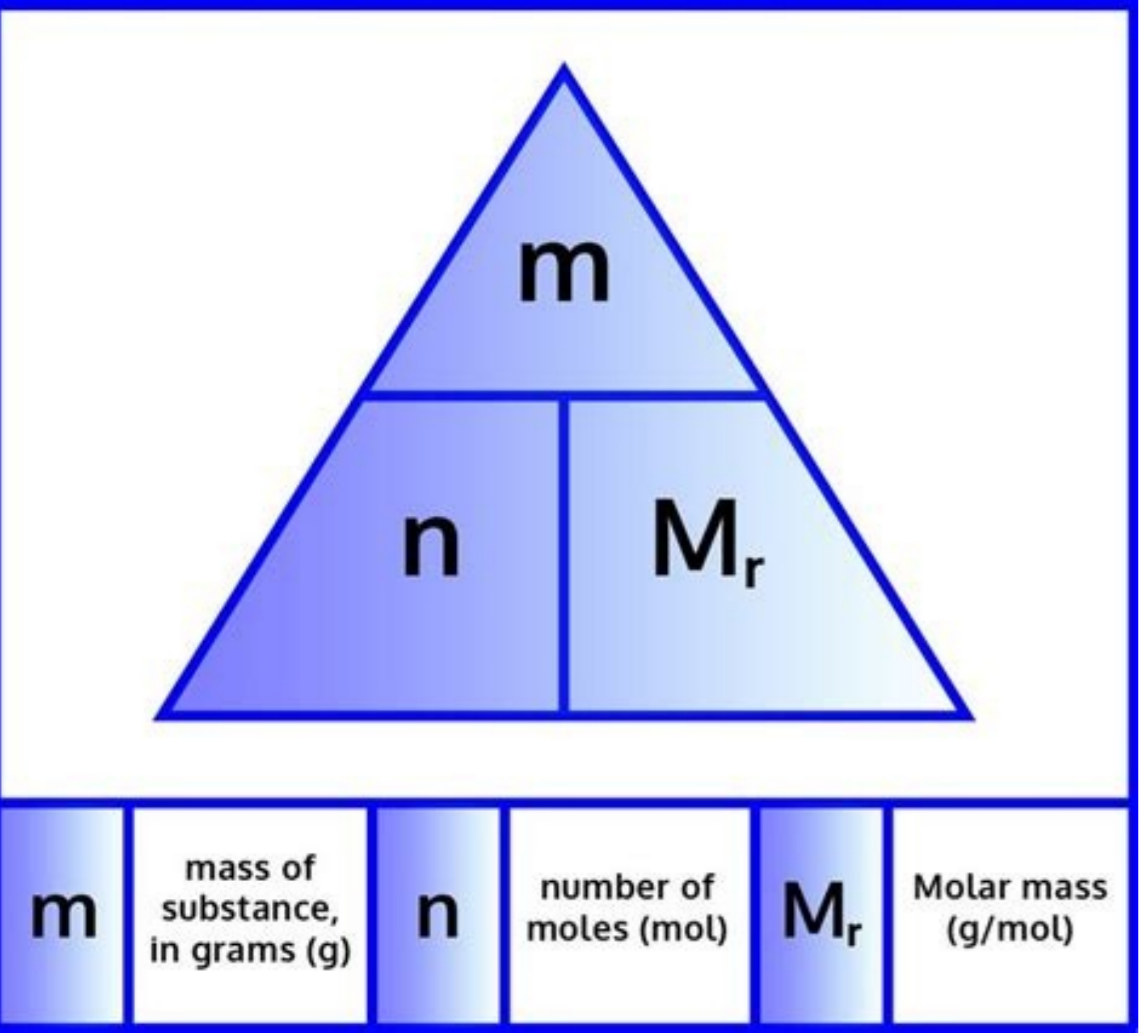 m
n
Mr
m
mass of
substance,
in grams (g)
n
number of
moles (mol)
Mr
Molar mass
(g/mol)